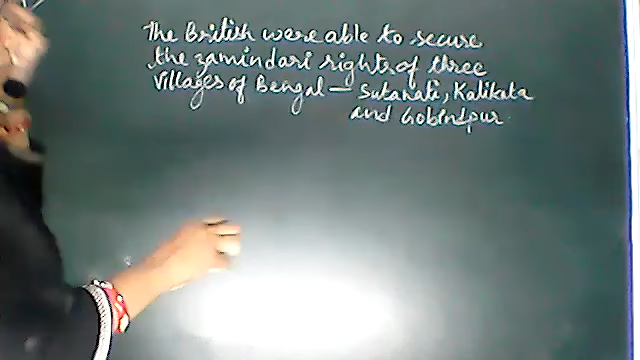 The British were able to secure
the zamindari rights of three
Villages of Bengal — Sutanati, Kalikata
and Gobindpur.